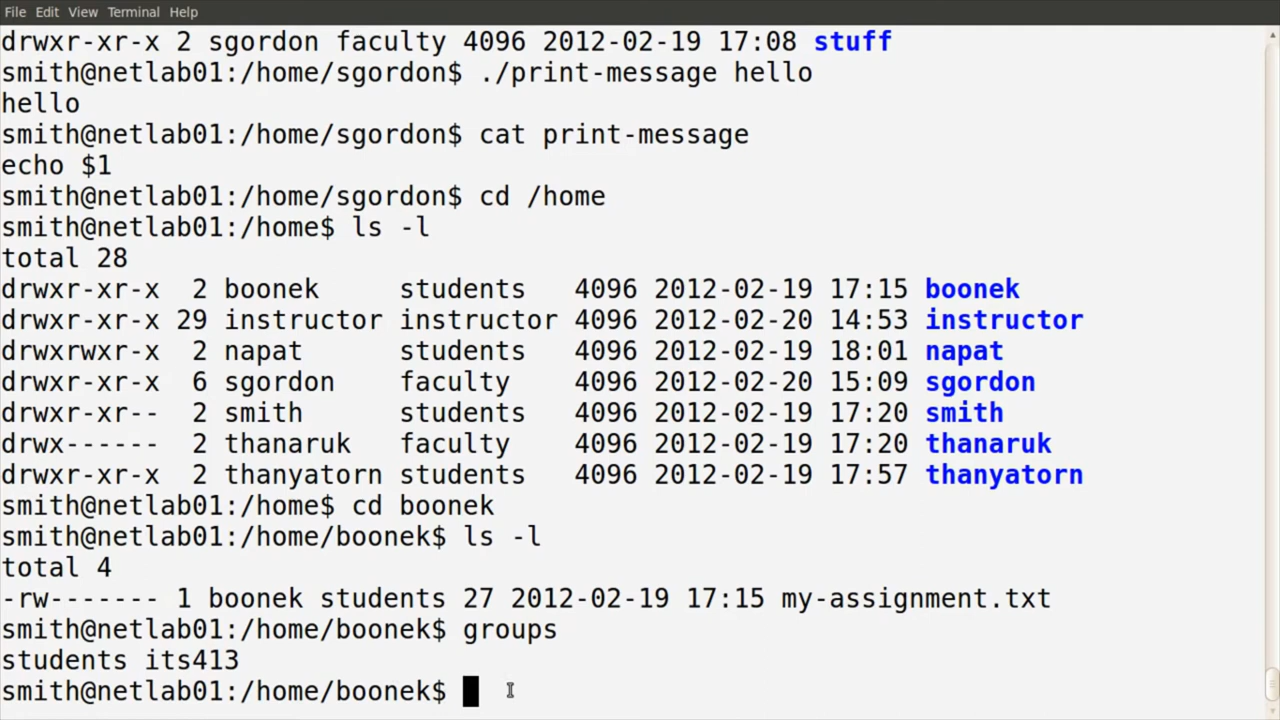 File Edit View Terminal Help
drwxr-xr-x 2 sgordon faculty 4096 2012-02-19 17:08 stuff
smith@netlab01:/home/sgordon$ ./print-message hello
hello
smith@netlab01:/home/sgordon$ cat print-message
echo $1
smith@netlab01:/home/sgordon$ cd /home
smith@netlab01:/home$ ls -l
total 28
drwxr-xr-x  2 boonek     students   4096 2012-02-19 17:15 boonek
drwxr-xr-x 29 instructor instructor 4096 2012-02-20 14:53 instructor
drwxrwxr-x  2 napat      students   4096 2012-02-19 18:01 napat
drwxr-xr-x  6 sgordon    faculty    4096 2012-02-20 15:09 sgordon
drwxr-xr--  2 smith      students   4096 2012-02-19 17:20 smith
drwx------  2 thanaruk   faculty    4096 2012-02-19 17:20 thanaruk
drwxr-xr-x  2 thanyatorn students   4096 2012-02-19 17:57 thanyatorn
smith@netlab01:/home$ cd boonek
smith@netlab01:/home/boonek$ ls -l
total 4
-rw------- 1 boonek students 27 2012-02-19 17:15 my-assignment.txt
smith@netlab01:/home/boonek$ groups
students its413
smith@netlab01:/home/boonek$